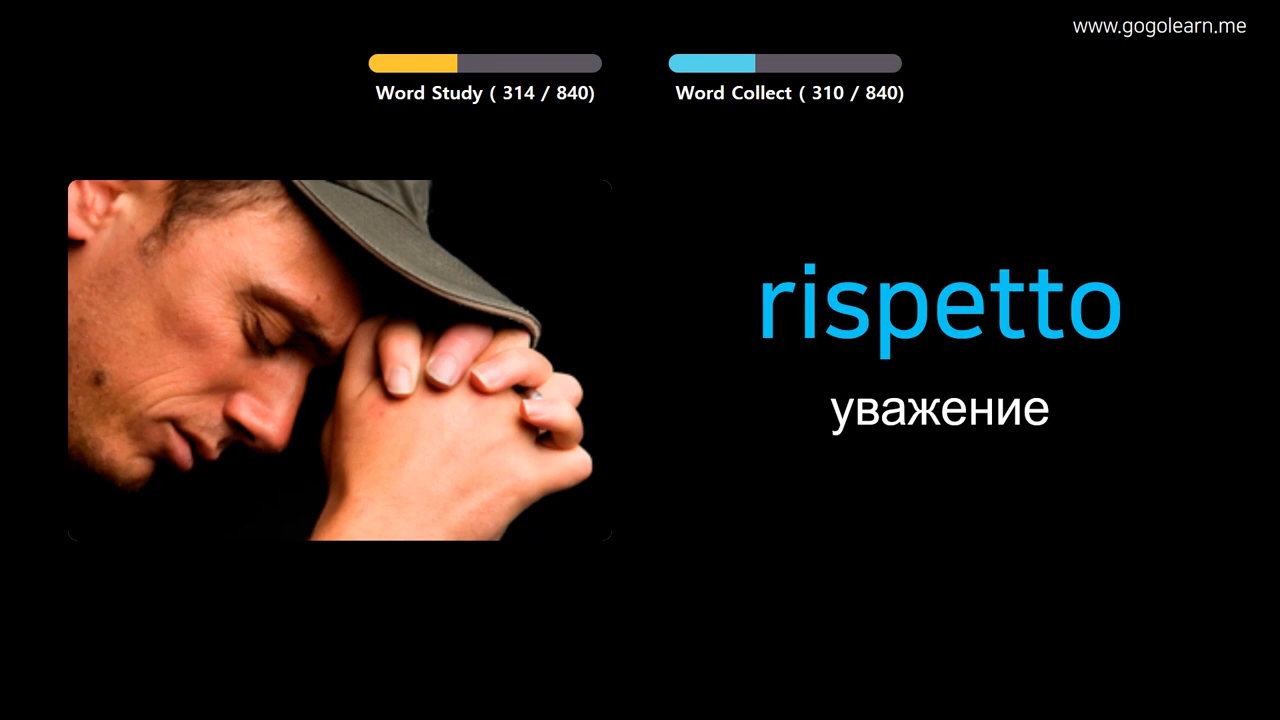 www.gogolearn.me
Word Study ( 314 / 840)
Word Collect ( 310 / 840)
rispetto
уважение